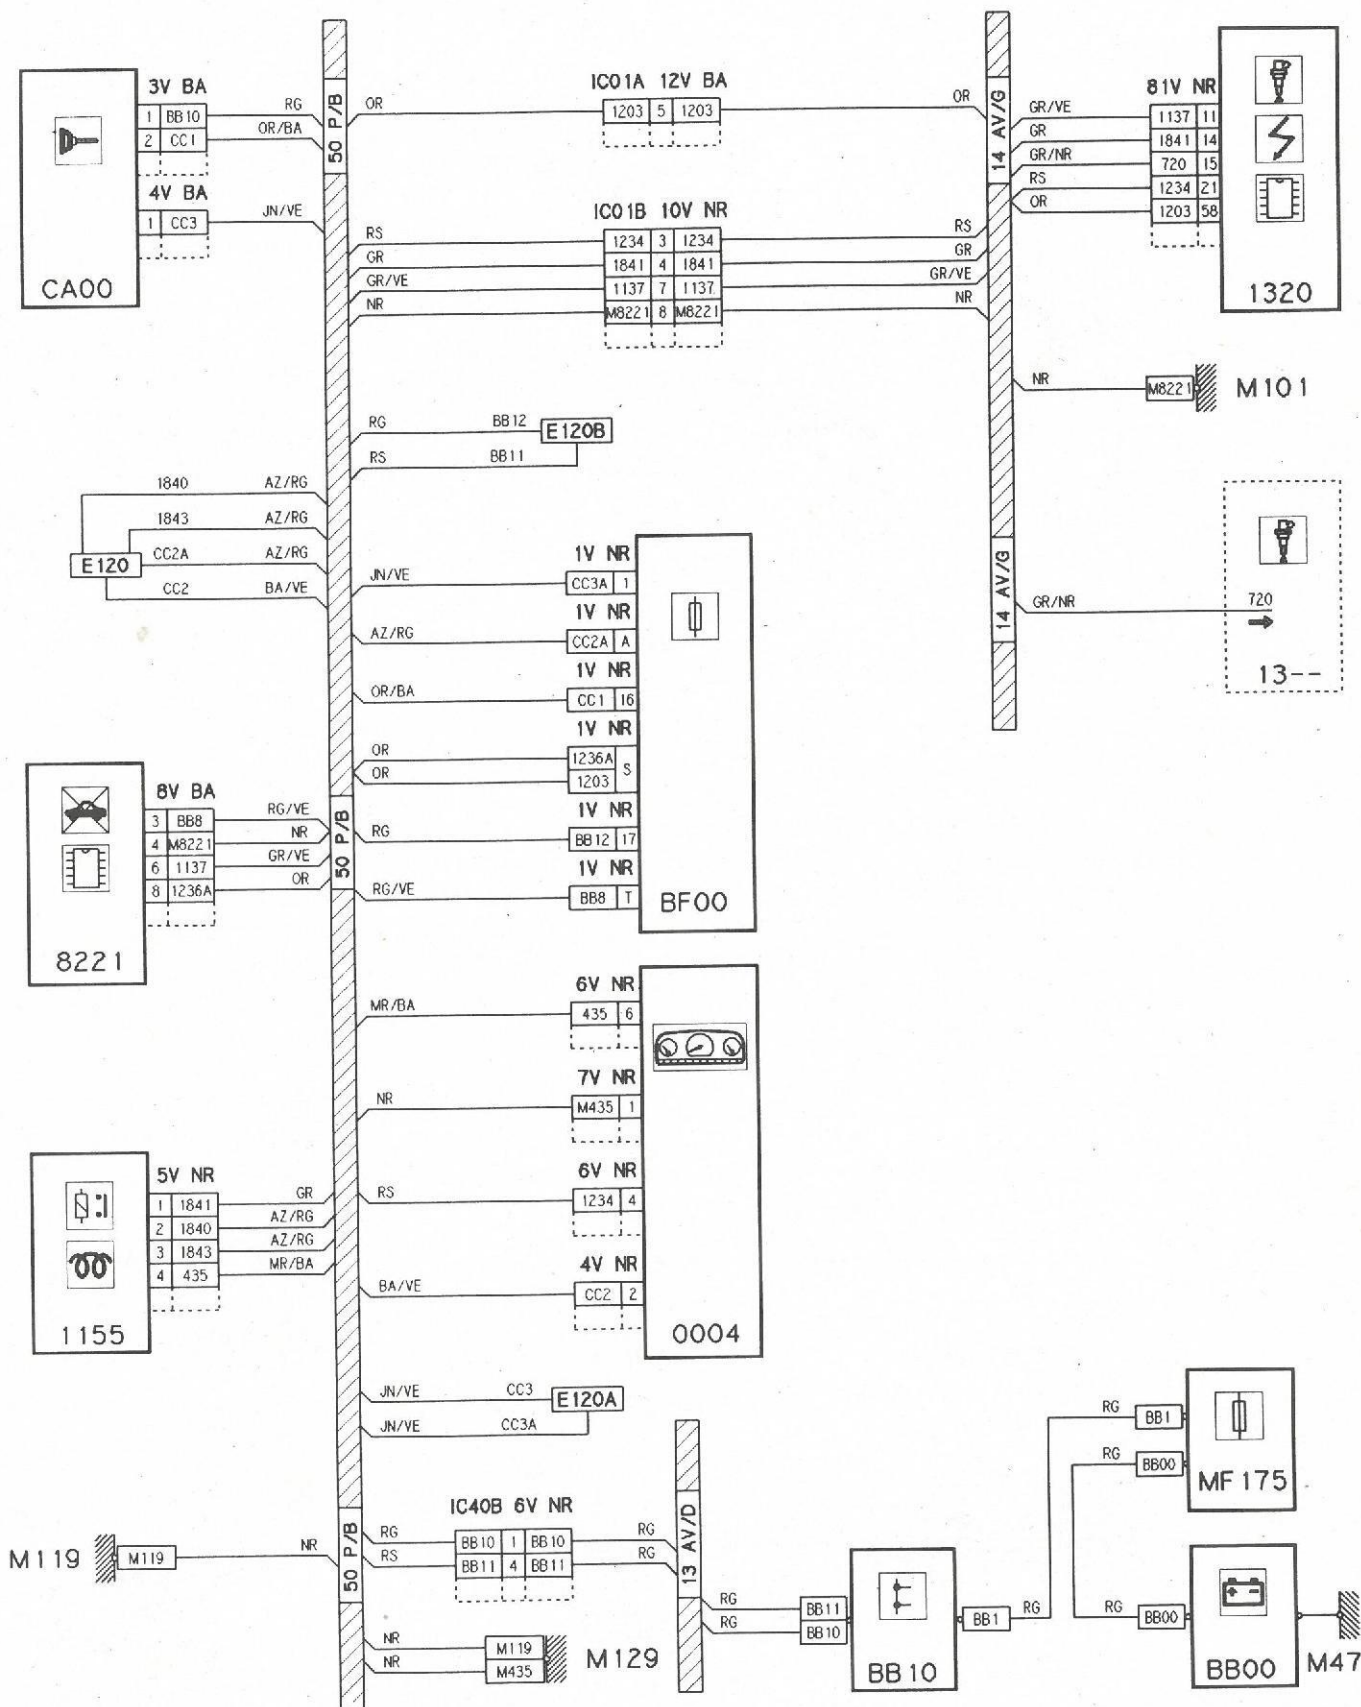 3V BA
1 BB10 RG
2 CC1 OR/BA
4V BA
1 CC3 JN/VE
CA00
50 P/B
OR
IC01A 12V BA
1203 5 1203
OR
14 AV/G
81V NR
GR/VE 1137 11
GR 1841 14
GR/NR 720 15
RS 1234 21
OR 1203 58
1320
IC01B 10V NR
RS 1234 3 1234 RS
GR 1841 4 1841 GR
GR/VE 1137 7 1137 GR/VE
NR M8221 8 M8221 NR
NR M8221 M101
RG BB12 E120B
RS BB11
1840 AZ/RG
1843 AZ/RG
E120 CC2A AZ/RG
CC2 BA/VE
1V NR
JN/VE CC3A 1
1V NR
AZ/RG CC2A A
1V NR
OR/BA CC1 16
1V NR
OR 1236A S
OR 1203
1V NR
RG BB12 17
1V NR
RG/VE BB8 T
BF00
14 AV/G
GR/NR 720
13--
8V BA
3 BB8 RG/VE
4 M8221 NR
6 1137 GR/VE
8 1236A OR
8221
50 P/B
6V NR
MR/BA 435 6
7V NR
NR M435 1
6V NR
RS 1234 4
4V NR
BA/VE CC2 2
0004
5V NR
1 1841 GR
2 1840 AZ/RG
3 1843 AZ/RG
4 435 MR/BA
1155
JN/VE CC3 E120A
JN/VE CC3A
IC40B 6V NR
RG BB10 1 BB10 RG
RS BB11 4 BB11 RG
M119 M119 NR
50 P/B
13 AV/D
NR M119
NR M435
M129
RG BB11
RG BB10
BB10
BB1 RG
RG BB1
RG BB00
MF175
RG BB00
BB00
M47